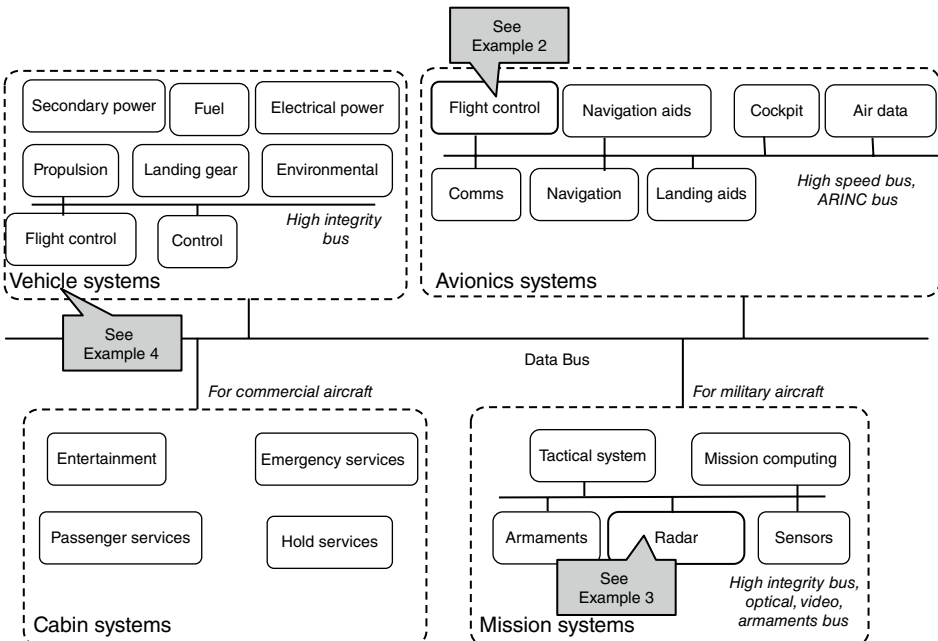 See
Example 2
Secondary power
Fuel
Electrical power
Propulsion
Landing gear
Environmental
High integrity
bus
Flight control
Control
Vehicle systems
See
Example 4
Flight control
Navigation aids
Cockpit
Air data
Comms
Navigation
Landing aids
High speed bus,
ARINC bus
Avionics systems
Data Bus
For commercial aircraft
For military aircraft
Entertainment
Emergency services
Passenger services
Hold services
Cabin systems
Tactical system
Mission computing
Armaments
Radar
Sensors
See
Example 3
High integrity bus,
optical, video,
armaments bus
Mission systems